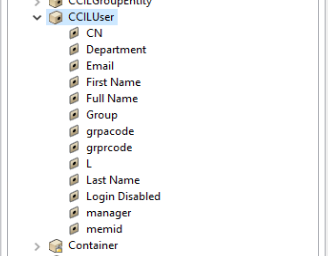 CCILGroupEntity
CCILUser
CN
Department
Email
First Name
Full Name
Group
grpacode
grprcode
L
Last Name
Login Disabled
manager
memid
Container